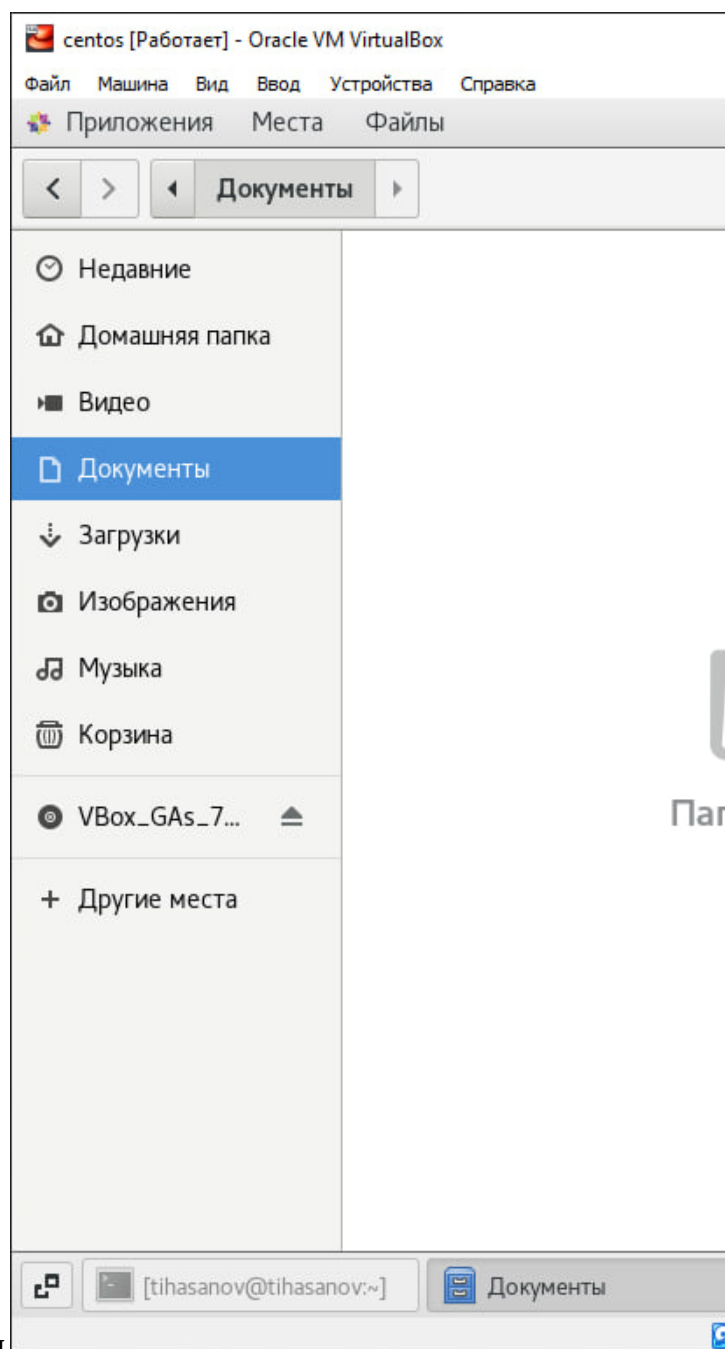 centos [Работает] - Oracle VM VirtualBox
Файл Машина Вид Ввод Устройства Справка
Приложения Места Файлы
Документы
Недавние
Домашняя папка
Видео
Документы
Загрузки
Изображения
Музыка
Корзина
VBox_GAs_7...
Другие места
[tihasanov@tihasanov:~] Документы